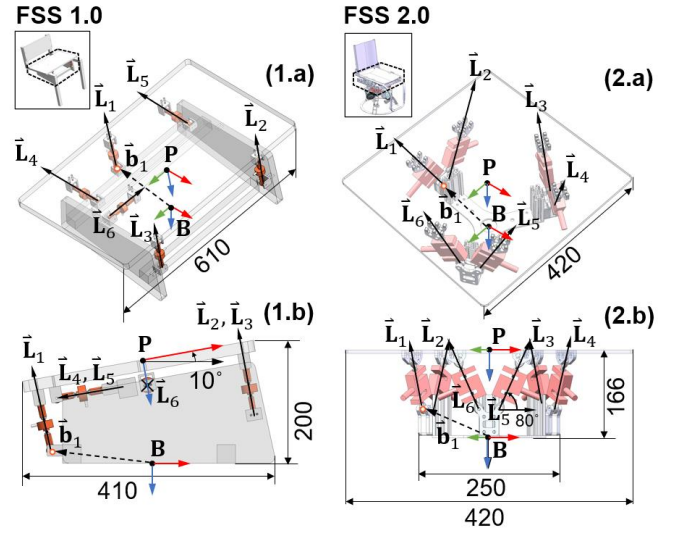 FSS 1.0
FSS 2.0
(1.a)
L⃗₅
L⃗₁
L⃗₂
L⃗₄
b⃗₁
P
L⃗₆
L⃗₃
B
610
(2.a)
L⃗₂
L⃗₃
L⃗₁
L⃗₄
P
b⃗₁
L⃗₆
B
L⃗₅
420
(1.b)
L⃗₂, L⃗₃
L⃗₁
P
L⃗₄, L⃗₅
10°
L⃗₆
b⃗₁
B
200
410
(2.b)
L⃗₁
L⃗₂
P
L⃗₃
L⃗₄
L⃗₆
L⃗₅
80°
b⃗₁
B
166
250
420